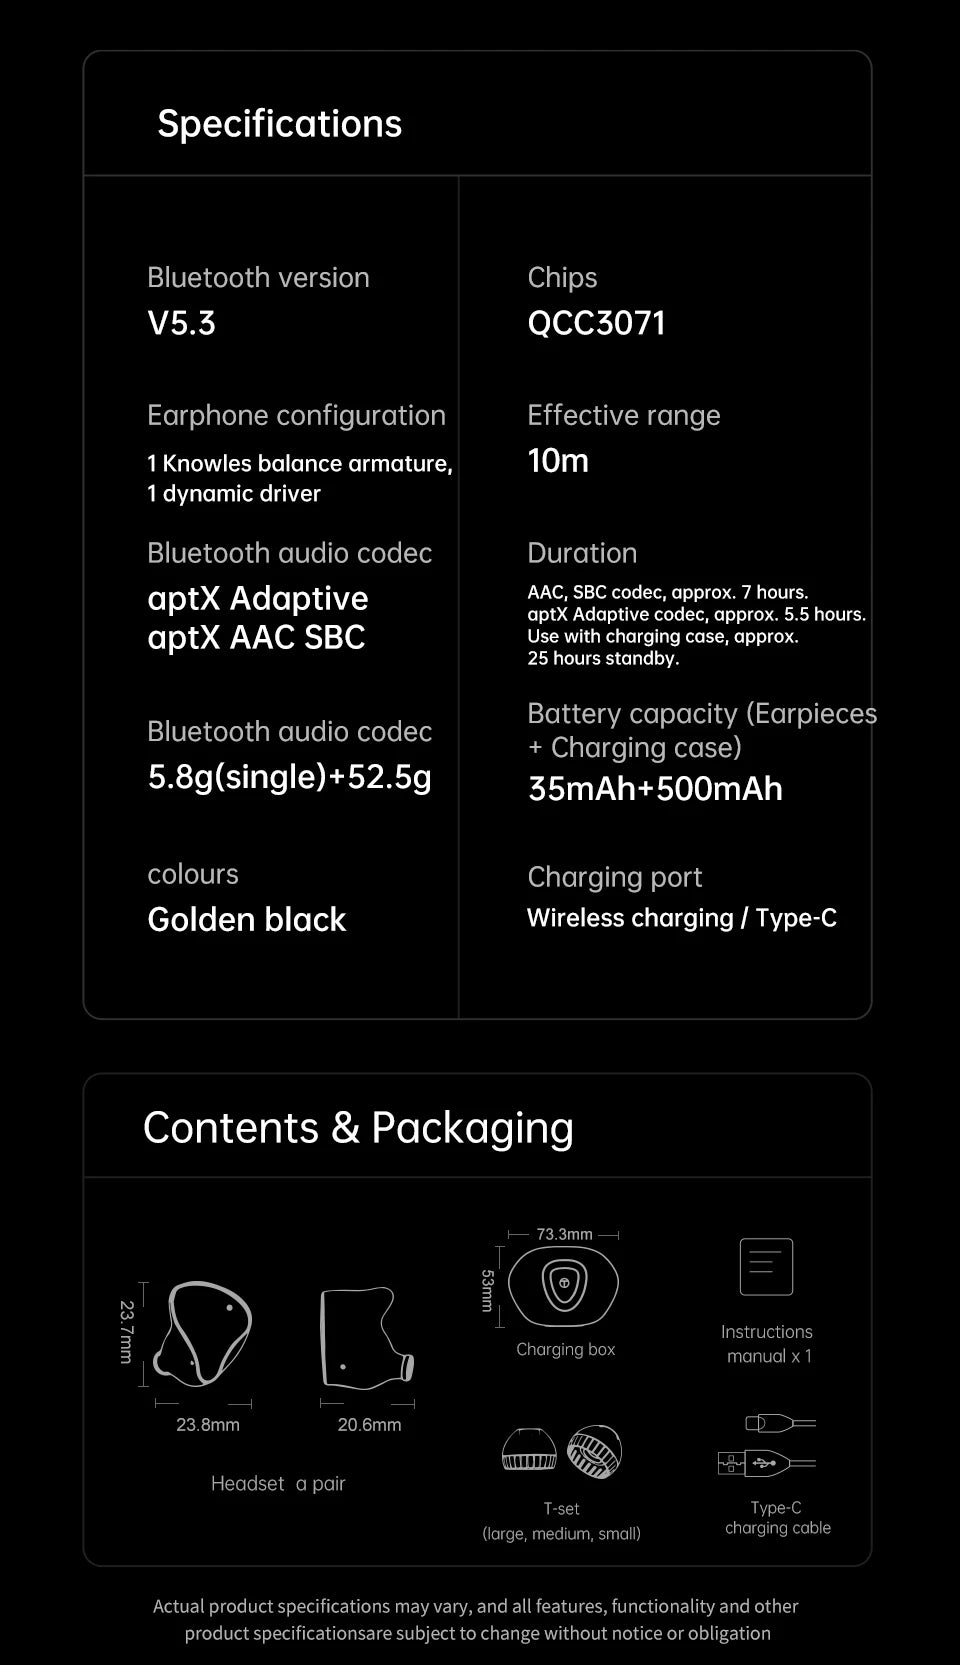 Specifications
Bluetooth version
V5.3
Chips
QCC3071
Earphone configuration
1 Knowles balance armature,
1 dynamic driver
Effective range
10m
Bluetooth audio codec
aptX Adaptive
aptX AAC SBC
Duration
AAC, SBC codec, approx. 7 hours.
aptX Adaptive codec, approx. 5.5 hours.
Use with charging case, approx.
25 hours standby.
Bluetooth audio codec
5.8g(single)+52.5g
Battery capacity (Earpieces
+ Charging case)
35mAh+500mAh
colours
Golden black
Charging port
Wireless charging / Type-C
Contents & Packaging
23.7mm
23.8mm
20.6mm
Headset a pair
73.3mm
53mm
Charging box
Instructions
manual x 1
T-set
(large, medium, small)
Type-C
charging cable
Actual product specifications may vary, and all features, functionality and other
product specificationsare subject to change without notice or obligation